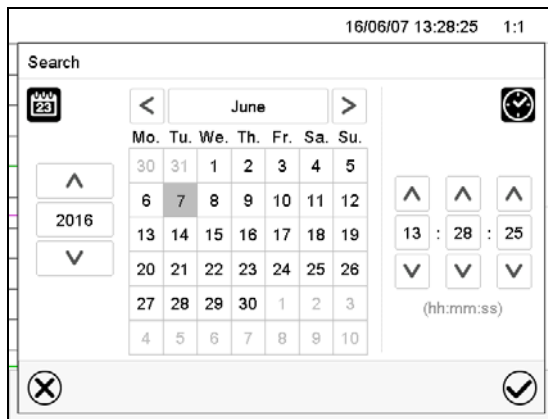 16/06/07 13:28:25 1:1
Search
23
< June >
Mo. Tu. We. Th. Fr. Sa. Su.
30 31 1 2 3 4 5
6 7 8 9 10 11 12
2016
13 14 15 16 17 18 19
13 : 28 : 25
20 21 22 23 24 25 26
27 28 29 30 1 2 3
(hh:mm:ss)
4 5 6 7 8 9 10